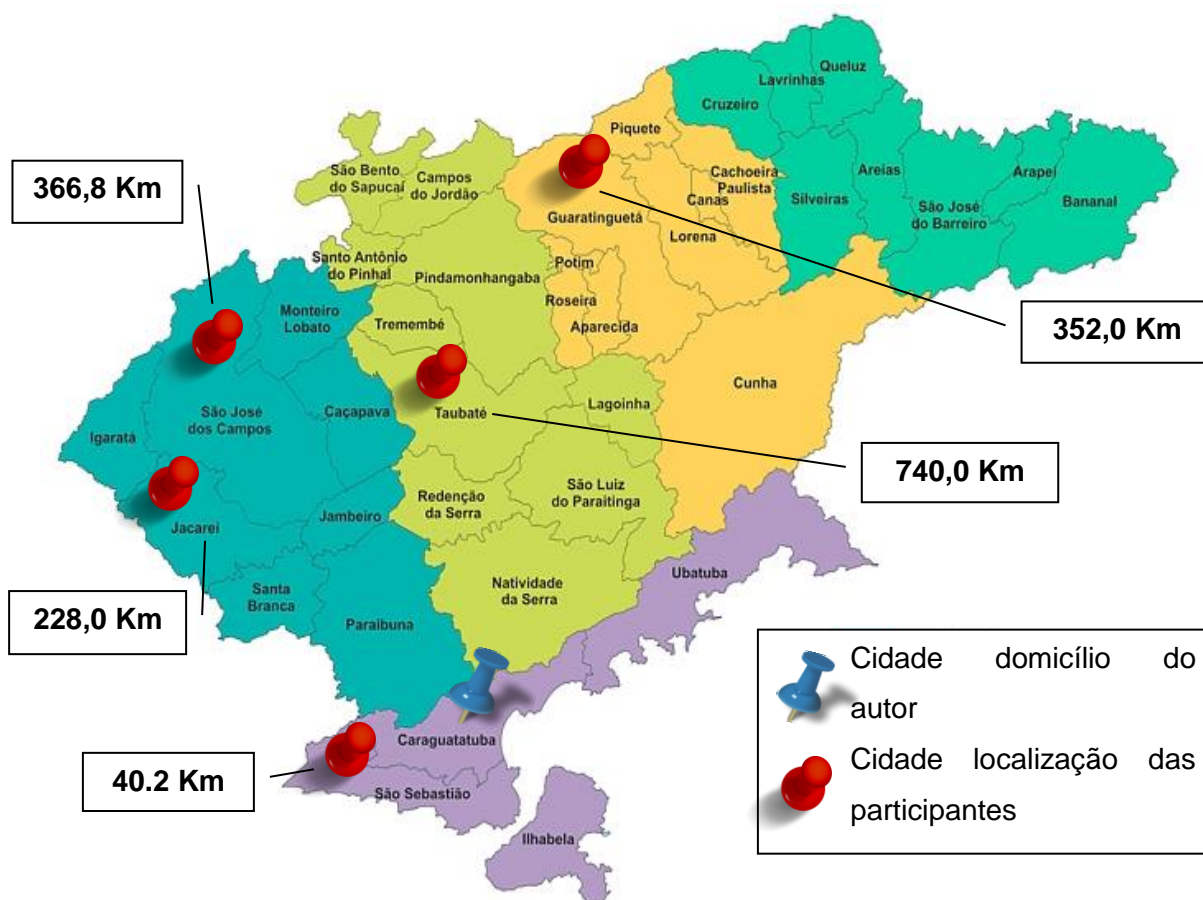 Queluz
Lavrinhas
Cruzeiro
Piquete
366,8 Km
São Bento
do Sapucaí
Campos
do Jordão
Cachoeira
Paulista
Areias
Arapeí
Canas
Silveiras
São José
do Barreiro
Bananal
Guaratinguetá
Lorena
Santo Antônio
do Pinhal
Pindamonhangaba
Potim
Monteiro
Lobato
Roseira
Tremembé
Aparecida
352,0 Km
Cunha
Lagoinha
São José
dos Campos
Caçapava
Taubaté
Igaratá
740,0 Km
Redenção
da Serra
São Luiz
do Paraitinga
Jambeiro
Jacareí
Ubatuba
Santa
Branca
Natividade
da Serra
228,0 Km
Paraibuna
Cidade domicílio do
autor
Caraguatatuba
Cidade localização das
participantes
40.2 Km
São Sebastião
Ilhabela